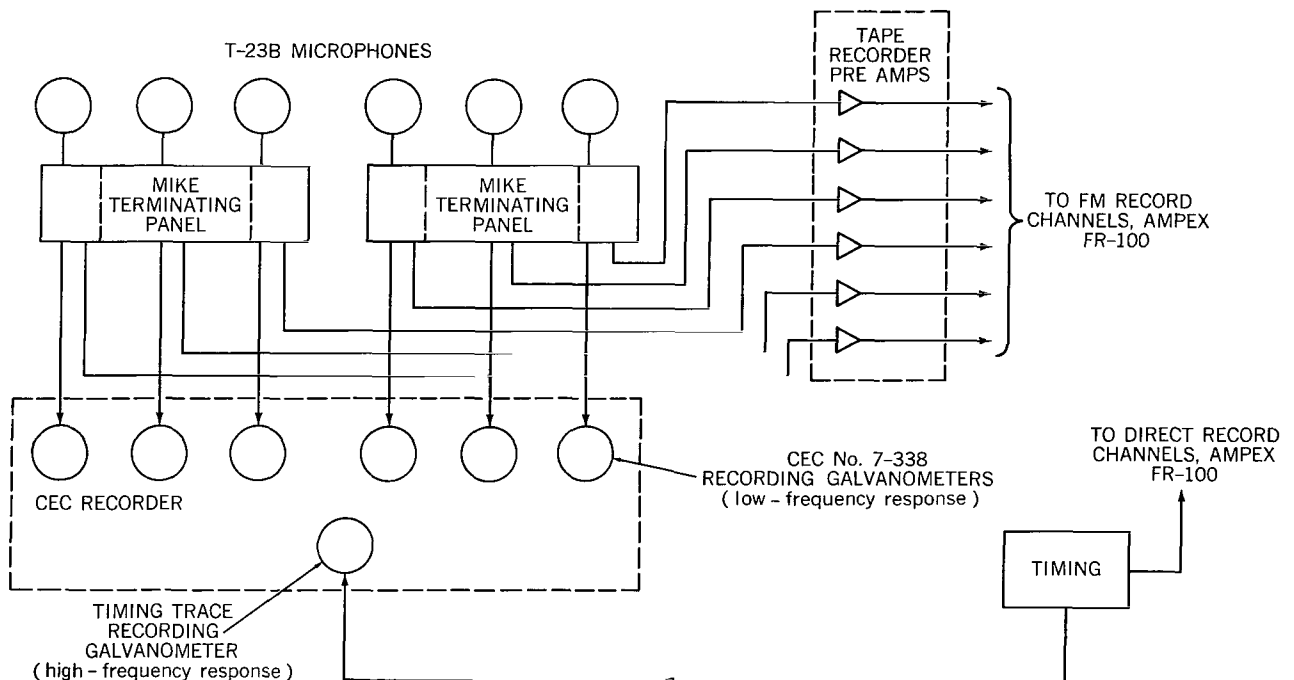 T-23B MICROPHONES
TAPE
RECORDER
PRE AMPS
MIKE
TERMINATING
PANEL
MIKE
TERMINATING
PANEL
TO FM RECORD
CHANNELS, AMPEX
FR-100
CEC RECORDER
CEC No. 7-338
RECORDING GALVANOMETERS
(low-frequency response)
TO DIRECT RECORD
CHANNELS, AMPEX
FR-100
TIMING
TIMING TRACE
RECORDING
GALVANOMETER
(high-frequency response)